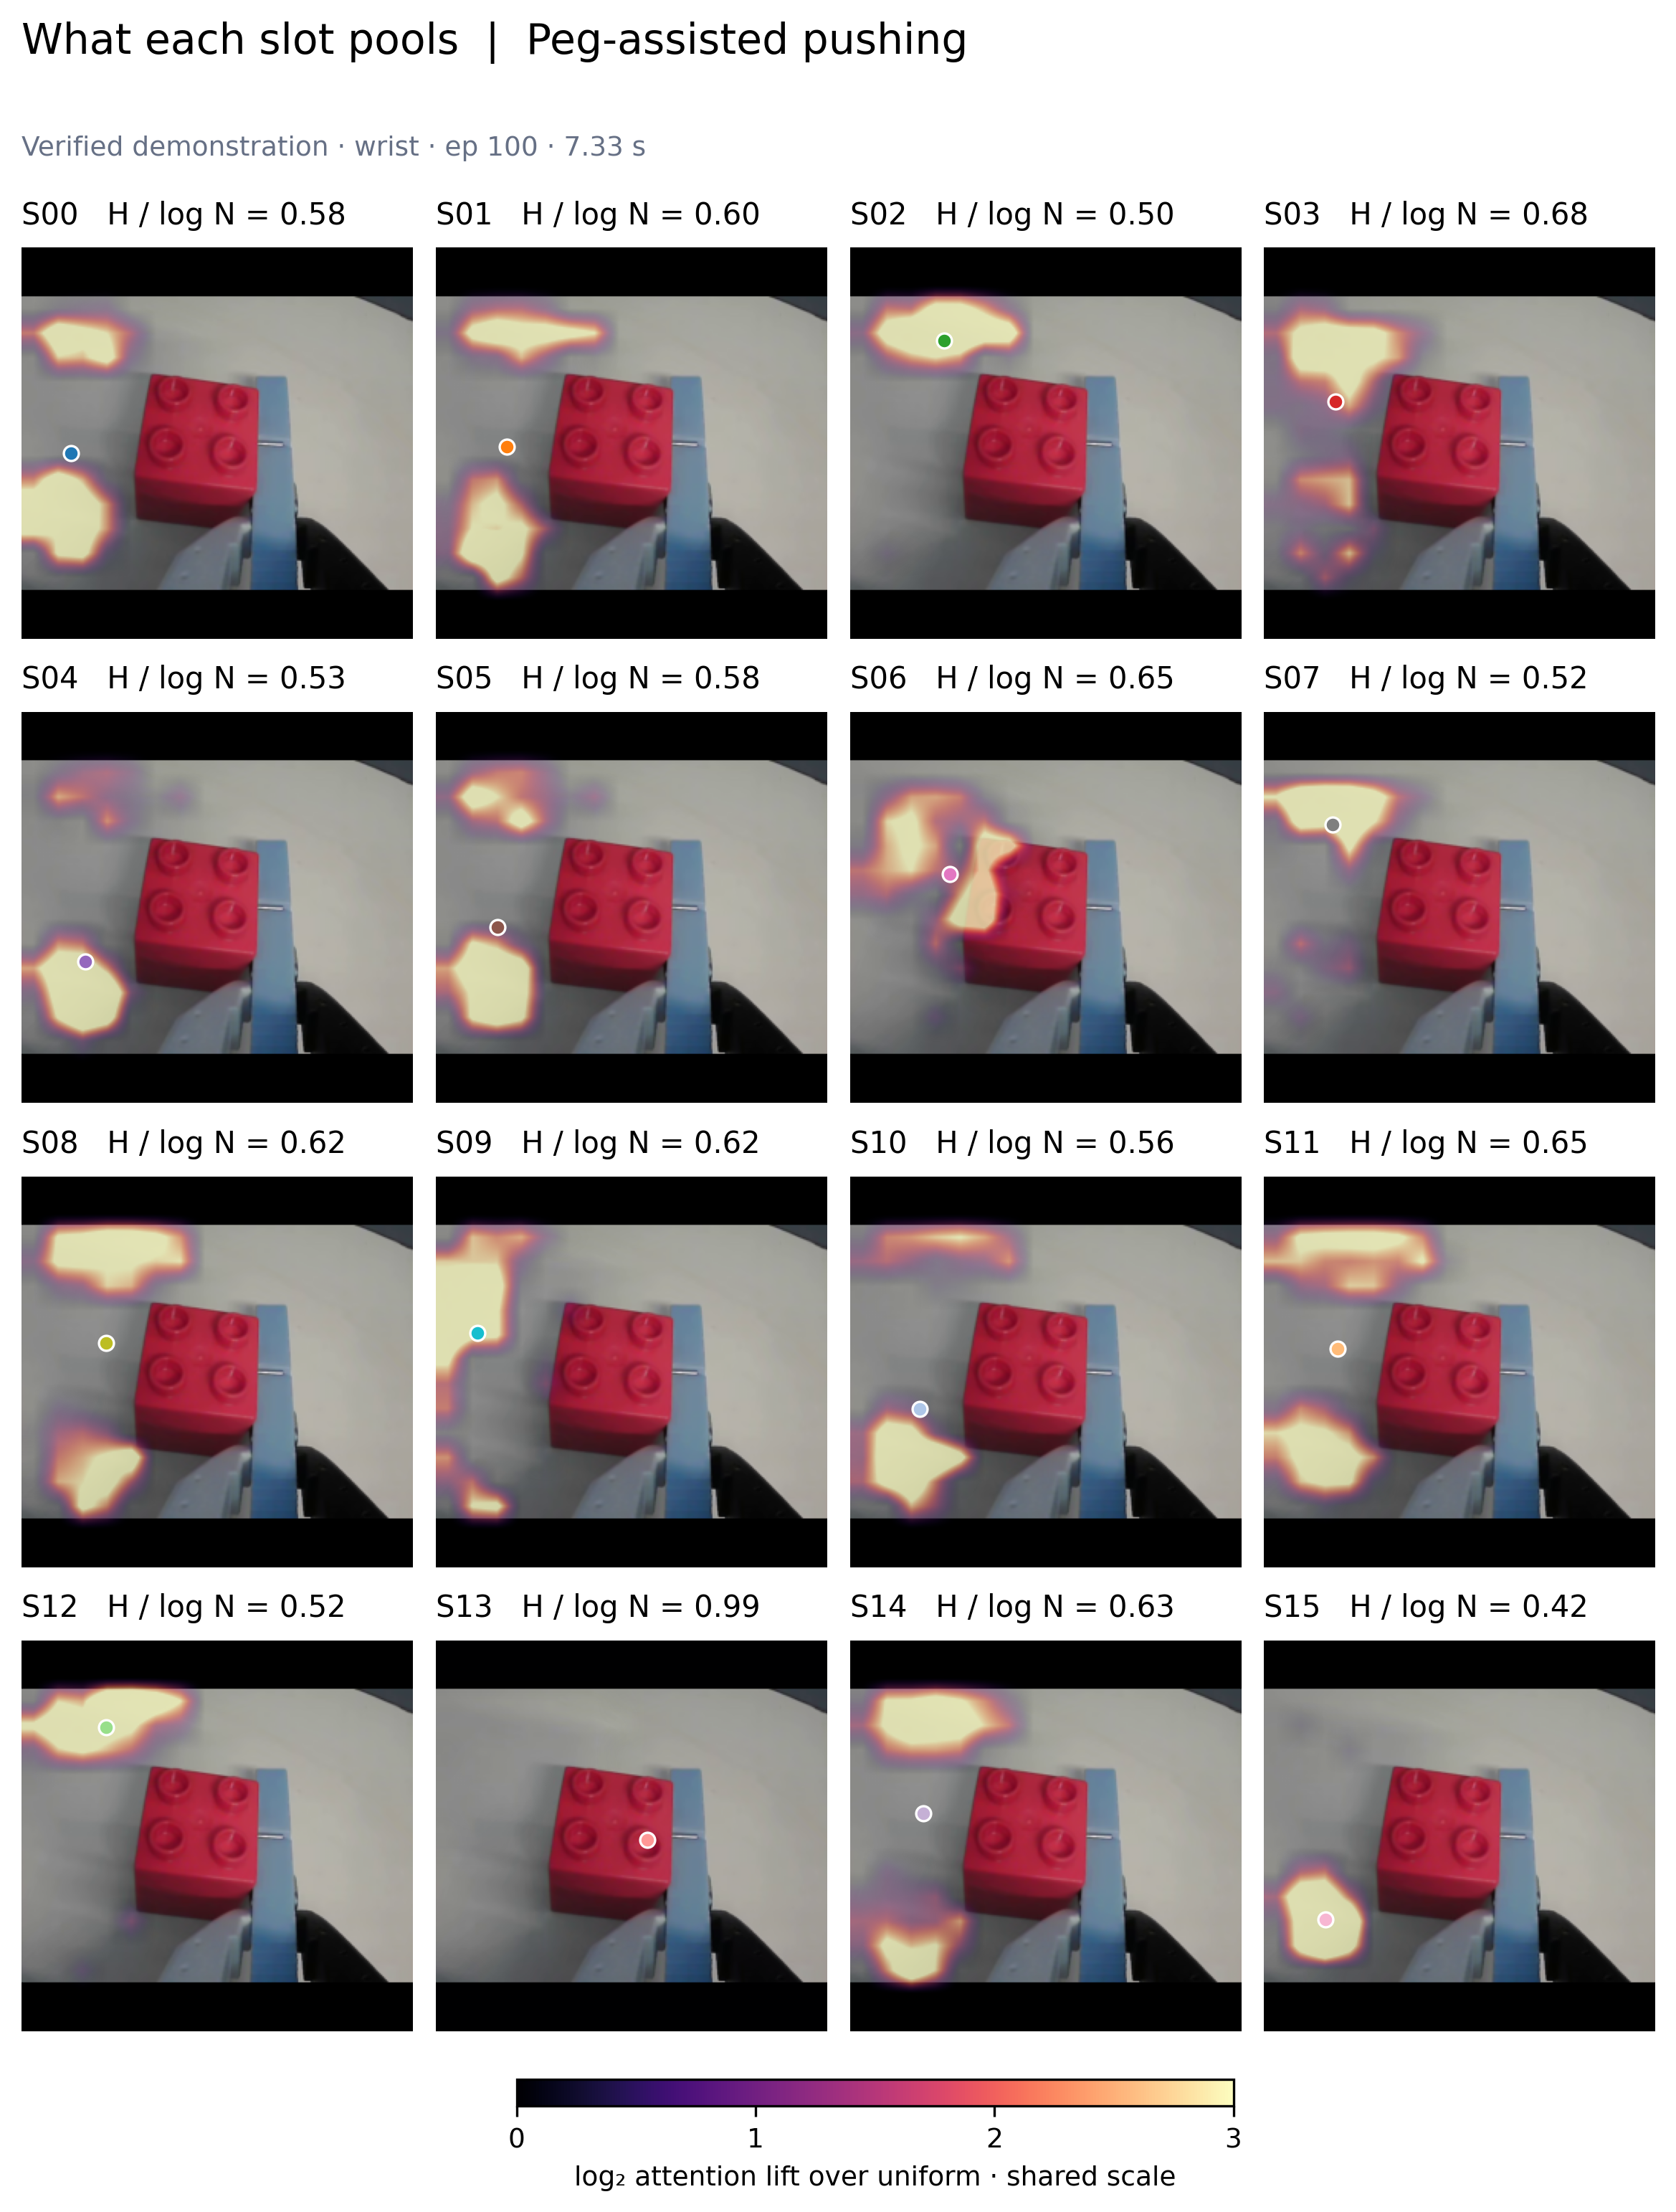 What each slot pools | Peg-assisted pushing
Verified demonstration · wrist · ep 100 · 7.33 s
S00 H / log N = 0.58
S01 H / log N = 0.60
S02 H / log N = 0.50
S03 H / log N = 0.68
S04 H / log N = 0.53
S05 H / log N = 0.58
S06 H / log N = 0.65
S07 H / log N = 0.52
S08 H / log N = 0.62
S09 H / log N = 0.62
S10 H / log N = 0.56
S11 H / log N = 0.65
S12 H / log N = 0.52
S13 H / log N = 0.99
S14 H / log N = 0.63
S15 H / log N = 0.42
0 1 2 3
log₂ attention lift over uniform · shared scale